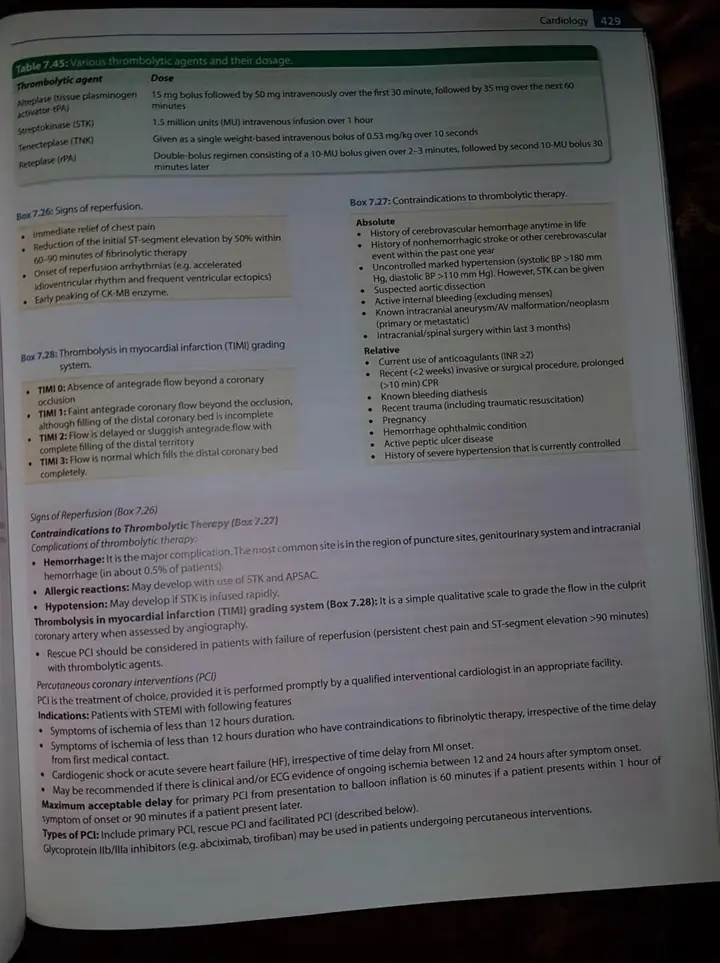 Cardiology 429
Table 7.45: Various thrombolytic agents and their dosage.
Thrombolytic agent Dose
Alteplase (tissue plasminogen 15 mg bolus followed by 50 mg intravenously over the first 30 minute, followed by 35 mg over the next 60
activator-tPA) minutes
Streptokinase (STK) 1.5 million units (MU) intravenous infusion over 1 hour
Tenecteplase (TNK) Given as a single weight-based intravenous bolus of 0.53 mg/kg over 10 seconds
Reteplase (rPA) Double-bolus regimen consisting of a 10-MU bolus given over 2–3 minutes, followed by second 10-MU bolus 30
minutes later
Box 7.26: Signs of reperfusion.
• Immediate relief of chest pain
• Reduction of the initial ST-segment elevation by 50% within
60–90 minutes of fibrinolytic therapy
• Onset of reperfusion arrhythmias (e.g. accelerated
idioventricular rhythm and frequent ventricular ectopics)
• Early peaking of CK-MB enzyme.
Box 7.28: Thrombolysis in myocardial infarction (TIMI) grading
system.
• TIMI 0: Absence of antegrade flow beyond a coronary
occlusion
• TIMI 1: Faint antegrade coronary flow beyond the occlusion,
although filling of the distal coronary bed is incomplete
• TIMI 2: Flow is delayed or sluggish antegrade flow with
complete filling of the distal territory
• TIMI 3: Flow is normal which fills the distal coronary bed
completely.
Box 7.27: Contraindications to thrombolytic therapy.
Absolute
• History of cerebrovascular hemorrhage anytime in life
• History of nonhemorrhagic stroke or other cerebrovascular
event within the past one year
• Uncontrolled marked hypertension (systolic BP >180 mm
Hg, diastolic BP >110 mm Hg). However, STK can be given
• Suspected aortic dissection
• Active internal bleeding (excluding menses)
• Known intracranial aneurysm/AV malformation/neoplasm
(primary or metastatic)
• Intracranial/spinal surgery within last 3 months)
Relative
• Current use of anticoagulants (INR ≥2)
• Recent (<2 weeks) invasive or surgical procedure, prolonged
(>10 min) CPR
• Known bleeding diathesis
• Recent trauma (including traumatic resuscitation)
• Pregnancy
• Hemorrhage ophthalmic condition
• Active peptic ulcer disease
• History of severe hypertension that is currently controlled
Signs of Reperfusion (Box 7.26)
Contraindications to Thrombolytic Therapy (Box 7.27)
Complications of thrombolytic therapy:
• Hemorrhage: It is the major complication. The most common site is in the region of puncture sites, genitourinary system and intracranial
hemorrhage (in about 0.5% of patients).
• Allergic reactions: May develop with use of STK and APSAC.
• Hypotension: May develop if STK is infused rapidly.
Thrombolysis in myocardial infarction (TIMI) grading system (Box 7.28): It is a simple qualitative scale to grade the flow in the culprit
coronary artery when assessed by angiography.
• Rescue PCI should be considered in patients with failure of reperfusion (persistent chest pain and ST-segment elevation >90 minutes)
with thrombolytic agents.
Percutaneous coronary interventions (PCI)
PCI is the treatment of choice, provided it is performed promptly by a qualified interventional cardiologist in an appropriate facility.
Indications: Patients with STEMI with following features
• Symptoms of ischemia of less than 12 hours duration.
• Symptoms of ischemia of less than 12 hours duration who have contraindications to fibrinolytic therapy, irrespective of the time delay
from first medical contact.
• Cardiogenic shock or acute severe heart failure (HF), irrespective of time delay from MI onset.
• May be recommended if there is clinical and/or ECG evidence of ongoing ischemia between 12 and 24 hours after symptom onset.
Maximum acceptable delay for primary PCI from presentation to balloon inflation is 60 minutes if a patient presents within 1 hour of
symptom of onset or 90 minutes if a patient present later.
Types of PCI: Include primary PCI, rescue PCI and facilitated PCI (described below).
Glycoprotein IIb/IIIa inhibitors (e.g. abciximab, tirofiban) may be used in patients undergoing percutaneous interventions.